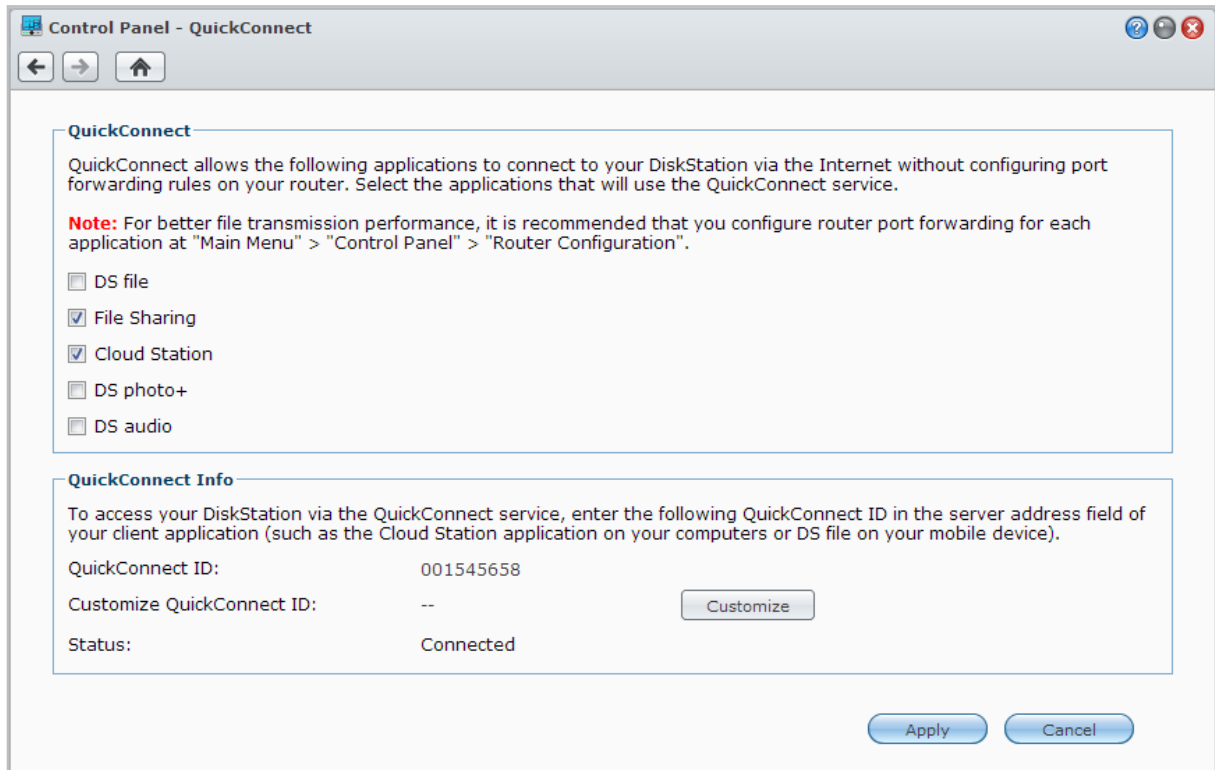 Control Panel - QuickConnect
QuickConnect
QuickConnect allows the following applications to connect to your DiskStation via the Internet without configuring port
forwarding rules on your router. Select the applications that will use the QuickConnect service.
Note: For better file transmission performance, it is recommended that you configure router port forwarding for each
application at "Main Menu" > "Control Panel" > "Router Configuration".
DS file
File Sharing
Cloud Station
DS photo+
DS audio
QuickConnect Info
To access your DiskStation via the QuickConnect service, enter the following QuickConnect ID in the server address field of
your client application (such as the Cloud Station application on your computers or DS file on your mobile device).
QuickConnect ID: 001545658
Customize QuickConnect ID: -- Customize
Status: Connected
Apply Cancel